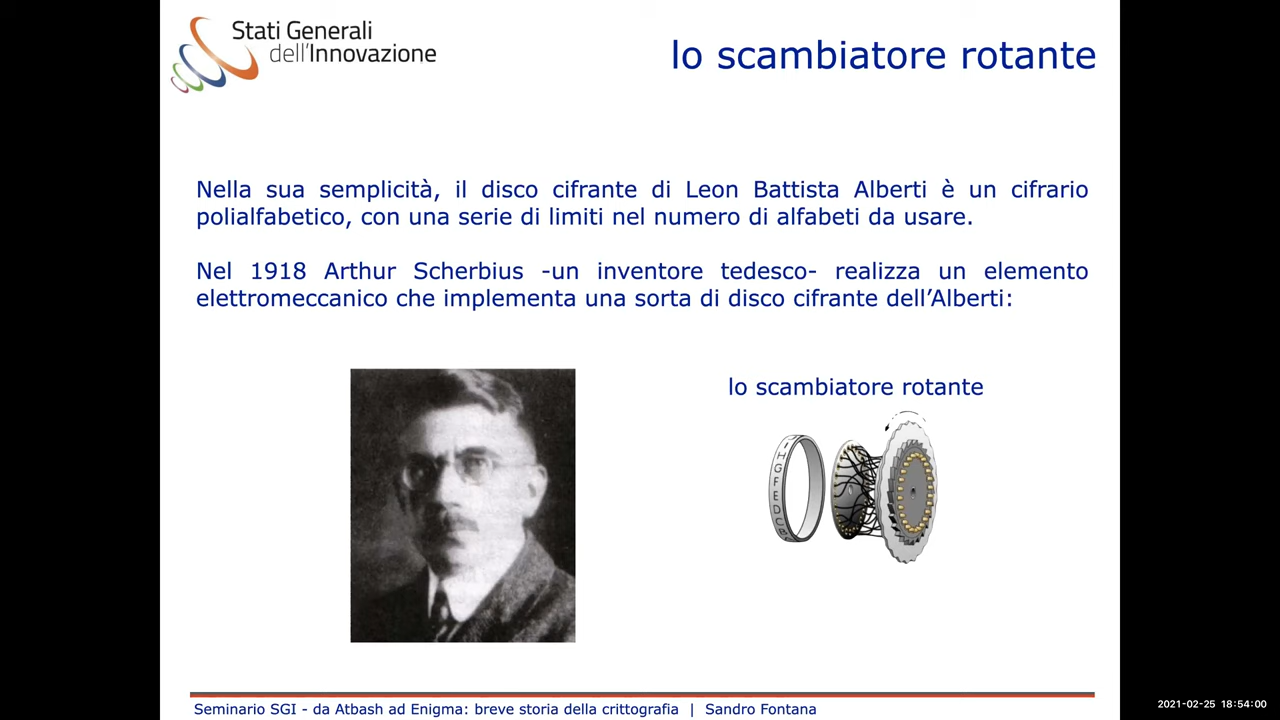 Stati Generali
dell'Innovazione
lo scambiatore rotante
Nella sua semplicità, il disco cifrante di Leon Battista Alberti è un cifrario
polialfabetico, con una serie di limiti nel numero di alfabeti da usare.
Nel 1918 Arthur Scherbius -un inventore tedesco- realizza un elemento
elettromeccanico che implementa una sorta di disco cifrante dell'Alberti:
lo scambiatore rotante
I
H
G
F
E
D
C
B
Seminario SGI - da Atbash ad Enigma: breve storia della crittografia | Sandro Fontana
2021-02-25 18:54:00